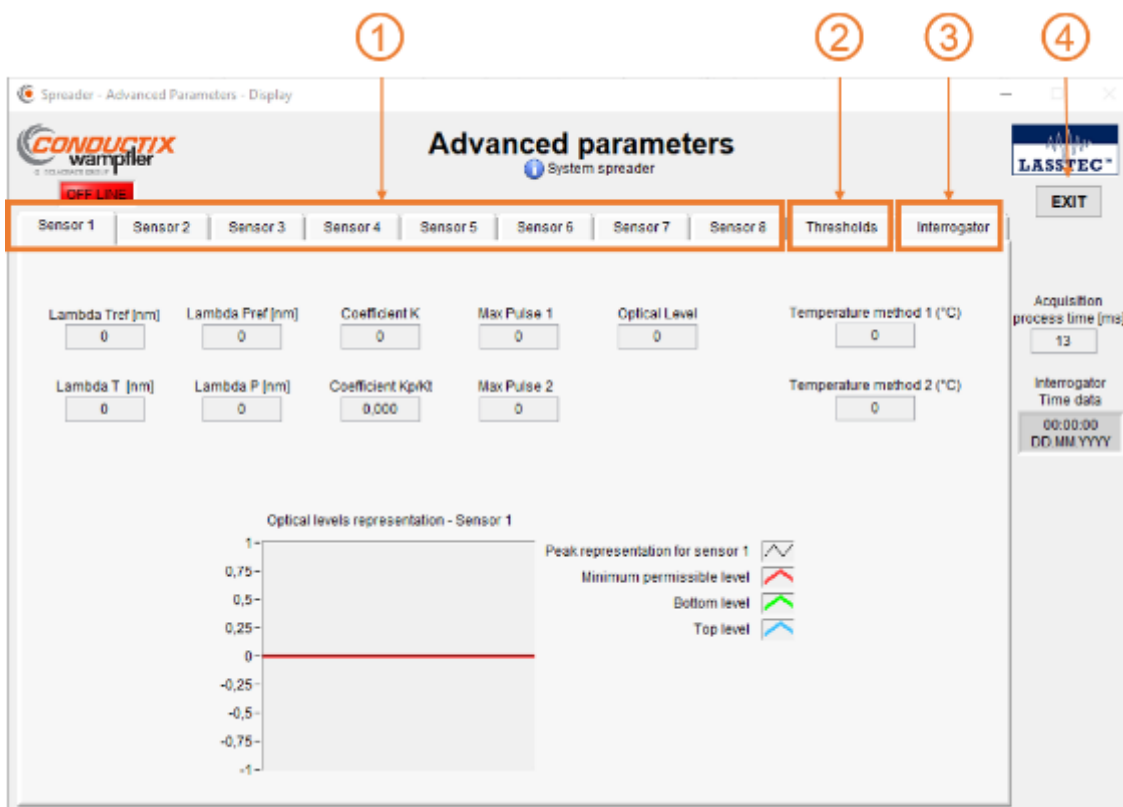 1 2 3 4
Spreader - Advanced Parameters - Display
CONDUCTIX
wampfler
Advanced parameters
System spreader
LASSTEC
OFF LINE
EXIT
Sensor 1 Sensor 2 Sensor 3 Sensor 4 Sensor 5 Sensor 6 Sensor 7 Sensor 8 Thresholds Interrogator
Lambda Tref [nm] Lambda Pref [nm] Coefficient K Max Pulse 1 Optical Level Temperature method 1 (°C)
0 0 0 0 0 0
Acquisition
process time [ms]
13
Lambda T [nm] Lambda P [nm] Coefficient Kp/Kt Max Pulse 2 Temperature method 2 (°C)
0 0 0,000 0 0
Interrogator
Time data
00:00:00
DD.MM.YYYY
Optical levels representation - Sensor 1
1
0,75
0,5
0,25
0
-0,25
-0,5
-0,75
-1
Peak representation for sensor 1
Minimum permissible level
Bottom level
Top level